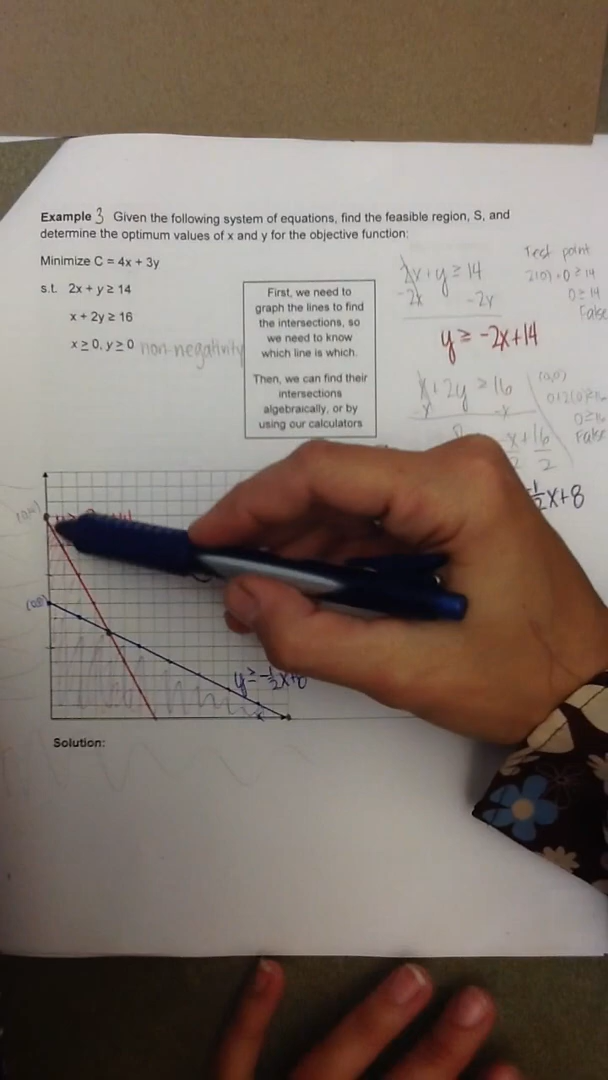 Example 3 Given the following system of equations, find the feasible region, S, and
determine the optimum values of x and y for the objective function:
Minimize C = 4x + 3y
s.t. 2x + y ≥ 14
x + 2y ≥ 16
x ≥ 0, y ≥ 0 non-negativity
First, we need to
graph the lines to find
the intersections, so
we need to know
which line is which.
Then, we can find their
intersections
algebraically, or by
using our calculators
2x + y ≥ 14
-2x -2x
y ≥ -2x+14
Test point
2(0)+0 ≥ 14
0 ≥ 14
False
x + 2y ≥ 16
-x -x
-x+16
2 2
(0,0)
0+2(0)≥16
0≥16
False
-½x+8
y≥-½x+8
Solution: